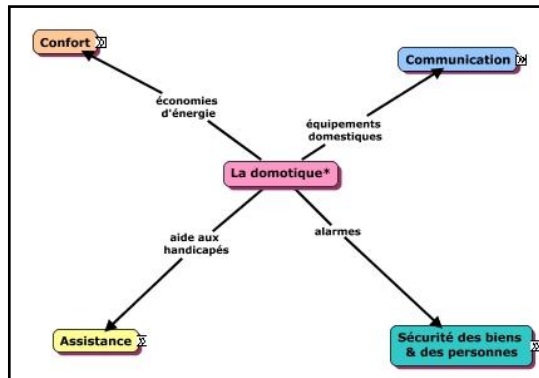 Confort
Communication
économies
d'énergie
équipements
domestiques
La domotique*
aide aux
handicapés
alarmes
Assistance
Sécurité des biens
& des personnes